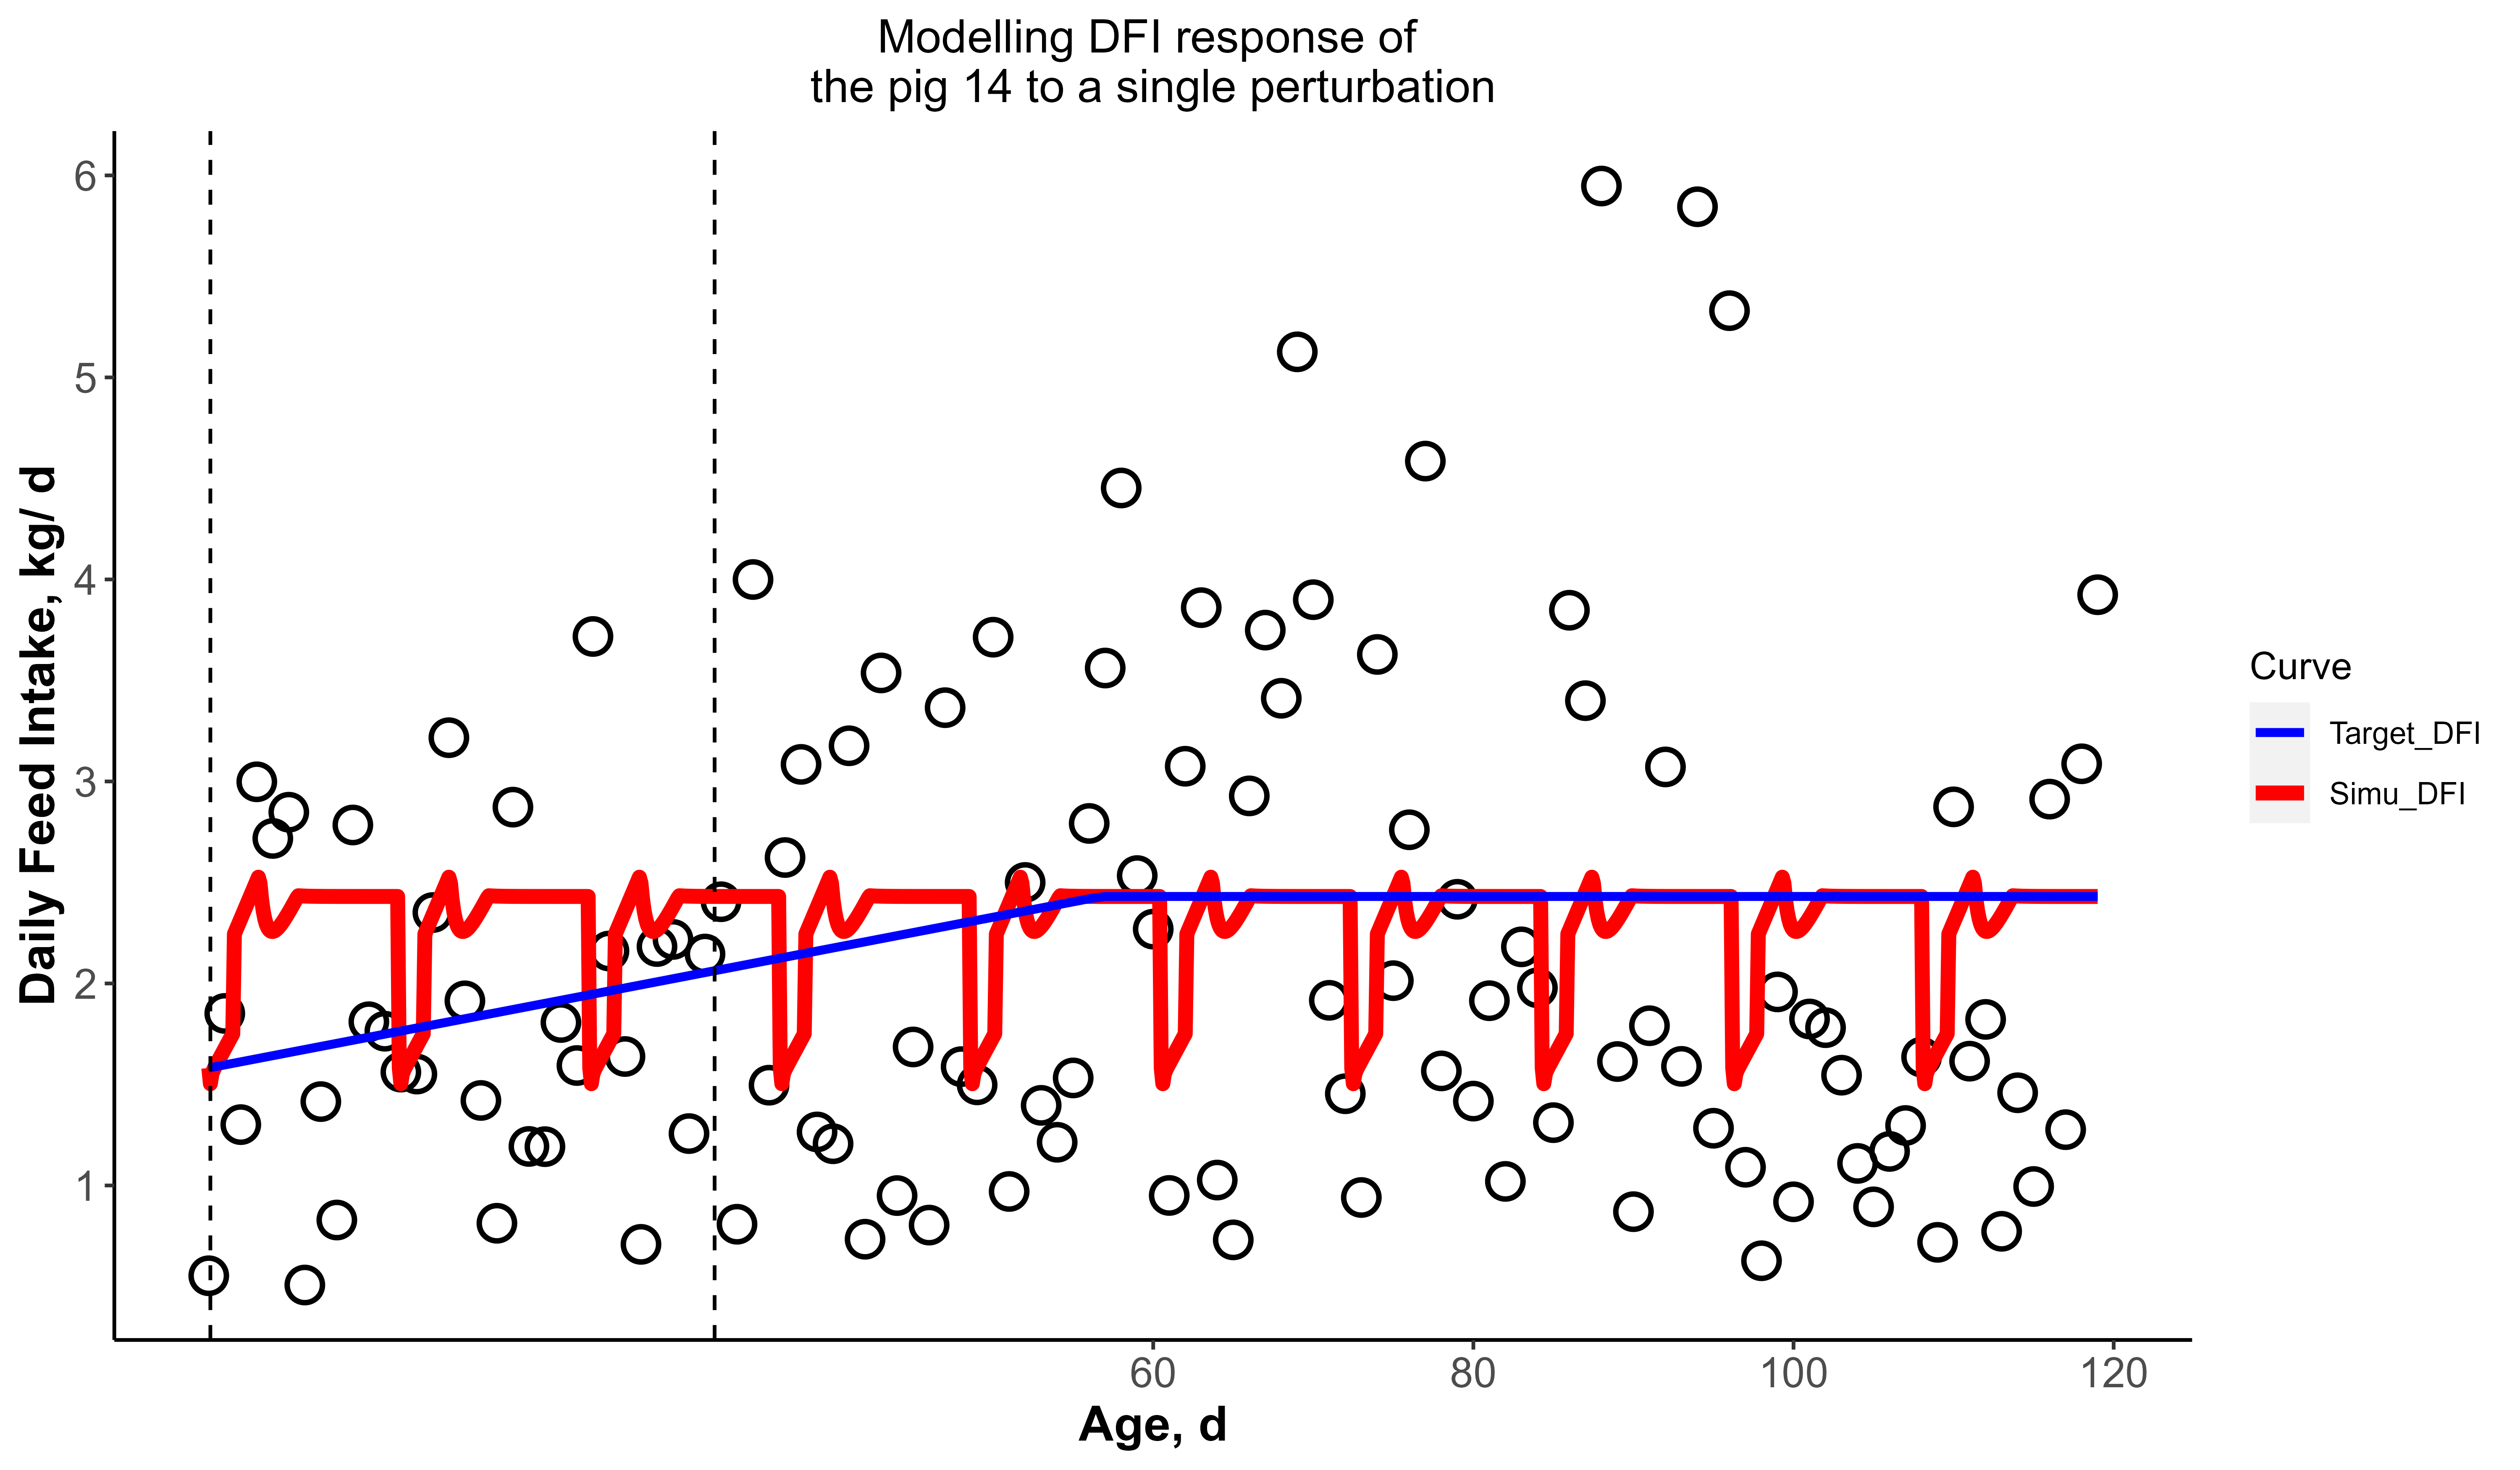 Modelling DFI response of
the pig 14 to a single perturbation
Daily Feed Intake, kg/ d
6
5
4
3
2
1
60 80 100 120
Age, d
Curve
Target_DFI
Simu_DFI